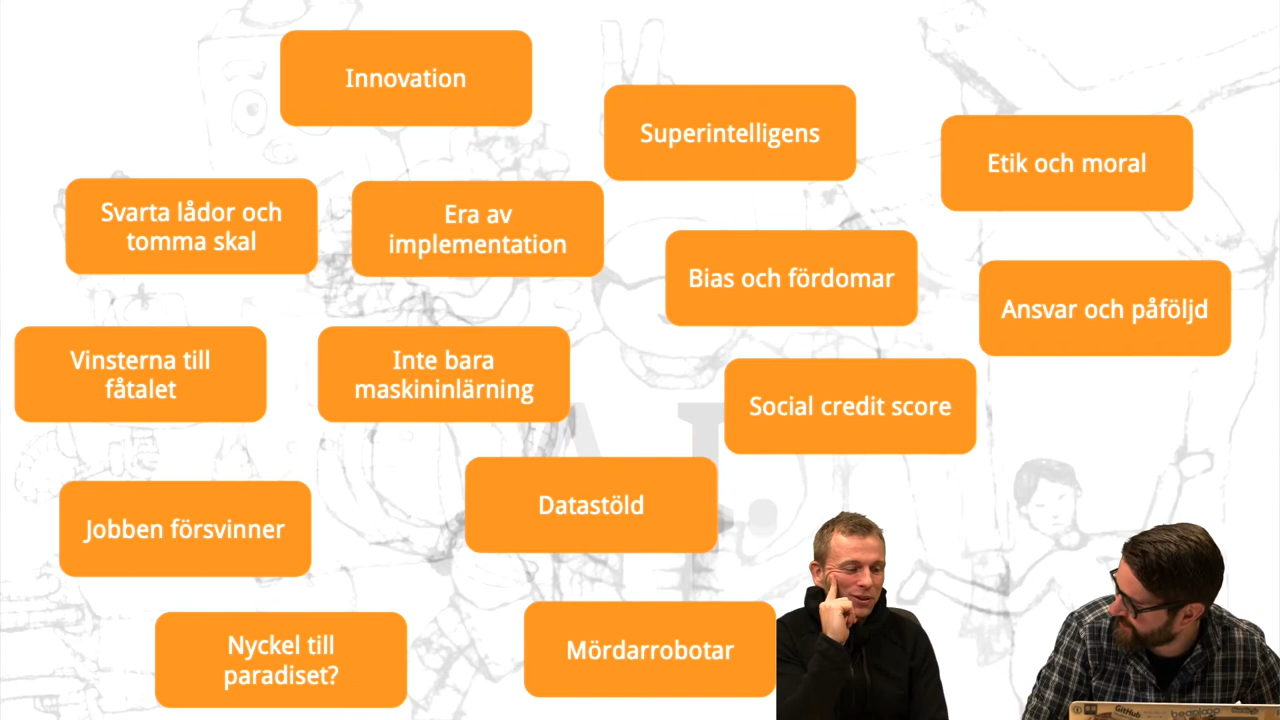 Innovation
Superintelligens
Etik och moral
Svarta lådor och
tomma skal
Era av
implementation
Bias och fördomar
Ansvar och påföljd
Vinsterna till
fåtalet
Inte bara
maskininlärning
Social credit score
A.I.
Jobben försvinner
Datastöld
Nyckel till
paradiset?
Mördarrobotar
GitHub